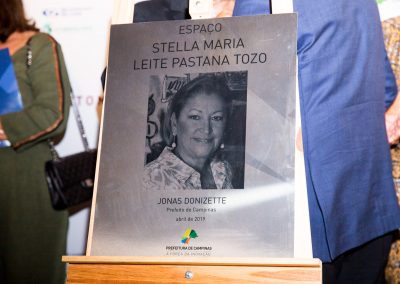 ESPAÇO
STELLA MARIA
LEITE PASTANA TOZO
JONAS DONIZETTE
Prefeito de Campinas
abril de 2019
PREFEITURA DE CAMPINAS